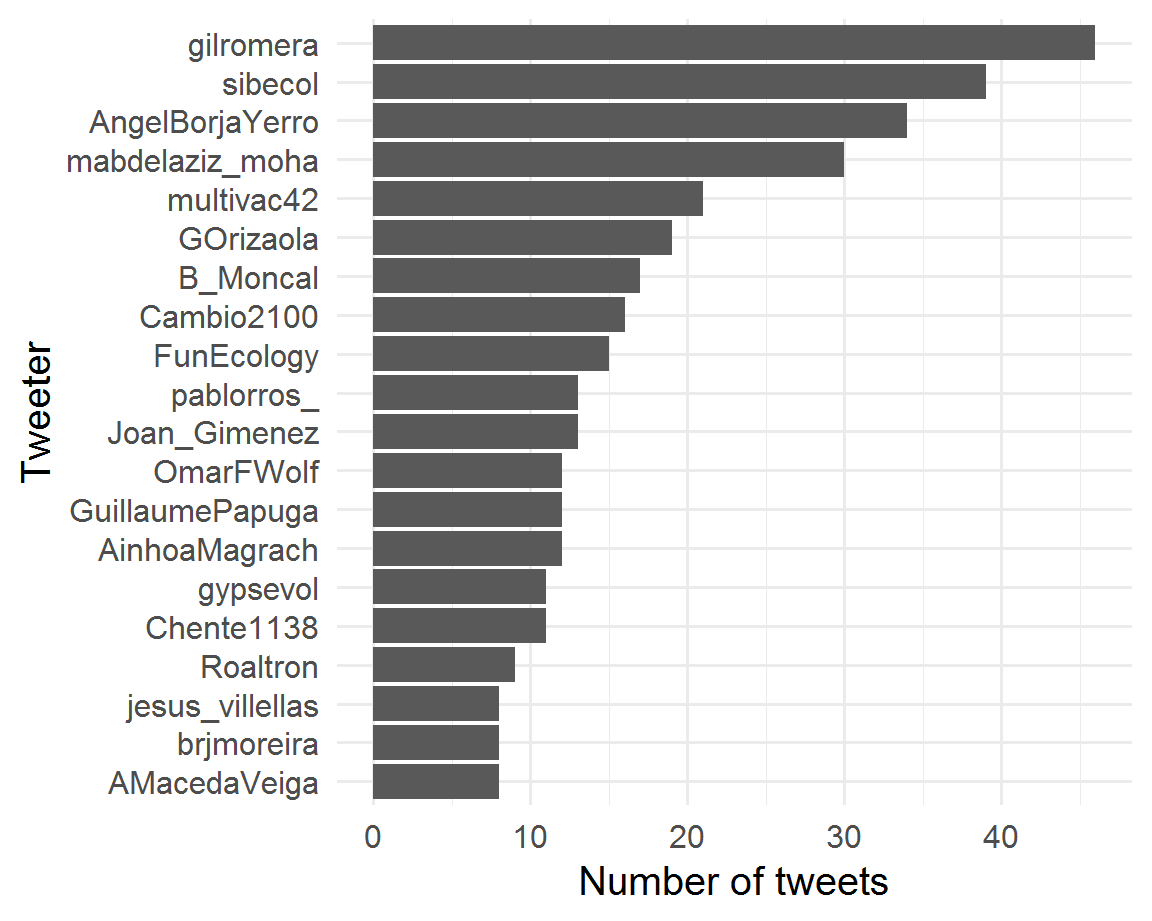 gilromera
sibecol
AngelBorjaYerro
mabdelaziz_moha
multivac42
GOrizaola
B_Moncal
Cambio2100
FunEcology
pablorros_
Joan_Gimenez
OmarFWolf
GuillaumePapuga
AinhoaMagrach
gypsevol
Chente1138
Roaltron
jesus_villellas
brjmoreira
AMacedaVeiga
Tweeter
0 10 20 30 40
Number of tweets